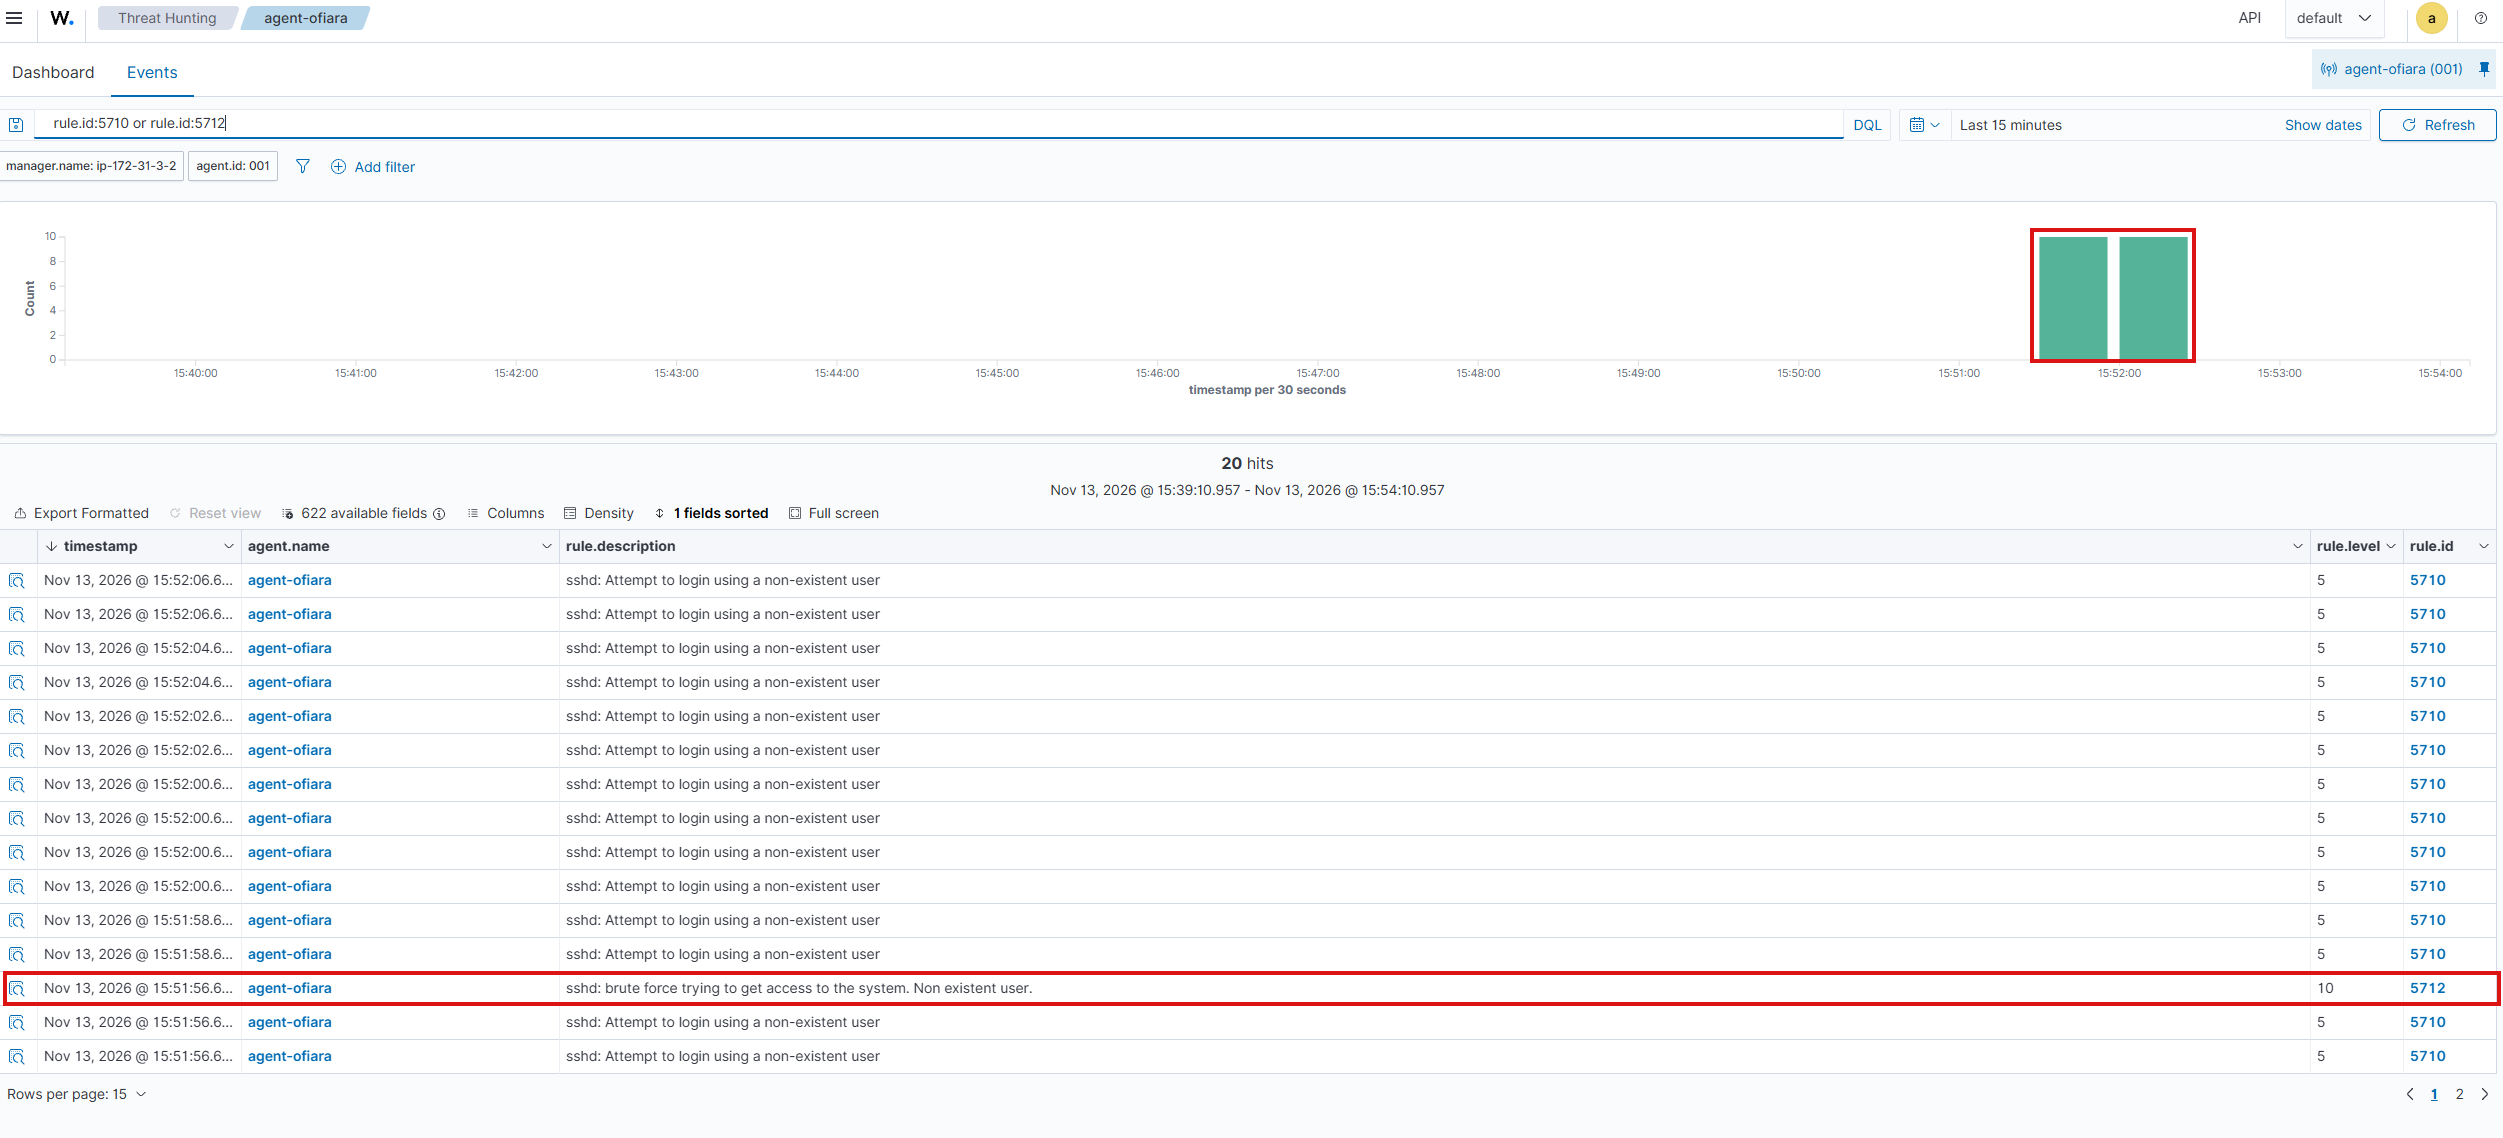 W. Threat Hunting agent-ofiara API default a
Dashboard Events agent-ofiara (001)
rule.id:5710 or rule.id:5712 DQL Last 15 minutes Show dates Refresh
manager.name: ip-172-31-3-2 agent.id: 001 Add filter
10
8
6
4
2
0
Count
15:40:00 15:41:00 15:42:00 15:43:00 15:44:00 15:45:00 15:46:00 15:47:00 15:48:00 15:49:00 15:50:00 15:51:00 15:52:00 15:53:00 15:54:00
timestamp per 30 seconds
20 hits
Nov 13, 2026 @ 15:39:10.957 - Nov 13, 2026 @ 15:54:10.957
Export Formatted Reset view 622 available fields Columns Density 1 fields sorted Full screen
timestamp agent.name rule.description rule.level rule.id
Nov 13, 2026 @ 15:52:06.6... agent-ofiara sshd: Attempt to login using a non-existent user 5 5710
Nov 13, 2026 @ 15:52:06.6... agent-ofiara sshd: Attempt to login using a non-existent user 5 5710
Nov 13, 2026 @ 15:52:04.6... agent-ofiara sshd: Attempt to login using a non-existent user 5 5710
Nov 13, 2026 @ 15:52:04.6... agent-ofiara sshd: Attempt to login using a non-existent user 5 5710
Nov 13, 2026 @ 15:52:02.6... agent-ofiara sshd: Attempt to login using a non-existent user 5 5710
Nov 13, 2026 @ 15:52:02.6... agent-ofiara sshd: Attempt to login using a non-existent user 5 5710
Nov 13, 2026 @ 15:52:00.6... agent-ofiara sshd: Attempt to login using a non-existent user 5 5710
Nov 13, 2026 @ 15:52:00.6... agent-ofiara sshd: Attempt to login using a non-existent user 5 5710
Nov 13, 2026 @ 15:52:00.6... agent-ofiara sshd: Attempt to login using a non-existent user 5 5710
Nov 13, 2026 @ 15:52:00.6... agent-ofiara sshd: Attempt to login using a non-existent user 5 5710
Nov 13, 2026 @ 15:51:58.6... agent-ofiara sshd: Attempt to login using a non-existent user 5 5710
Nov 13, 2026 @ 15:51:58.6... agent-ofiara sshd: Attempt to login using a non-existent user 5 5710
Nov 13, 2026 @ 15:51:56.6... agent-ofiara sshd: brute force trying to get access to the system. Non existent user. 10 5712
Nov 13, 2026 @ 15:51:56.6... agent-ofiara sshd: Attempt to login using a non-existent user 5 5710
Nov 13, 2026 @ 15:51:56.6... agent-ofiara sshd: Attempt to login using a non-existent user 5 5710
Rows per page: 15 1 2